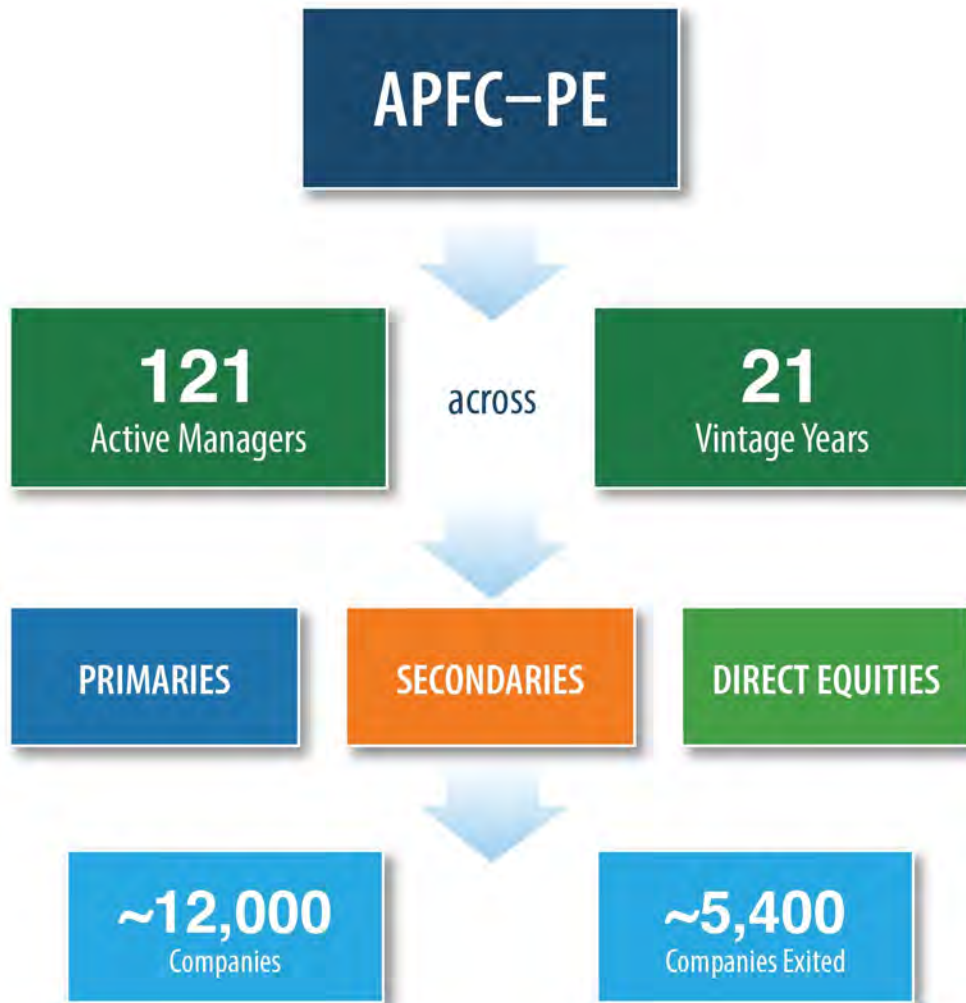 APFC–PE
121
Active Managers
across
21
Vintage Years
PRIMARIES
SECONDARIES
DIRECT EQUITIES
~12,000
Companies
~5,400
Companies Exited